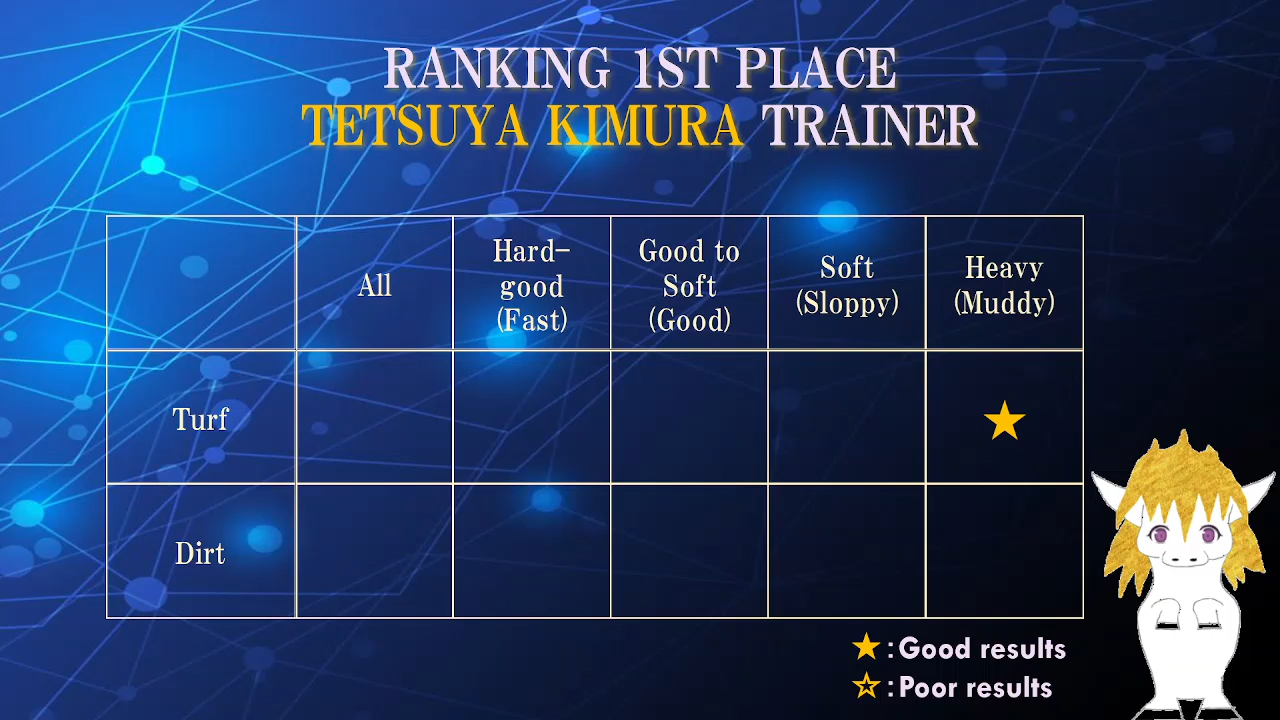 RANKING 1ST PLACE
TETSUYA KIMURA TRAINER
All
Hard-
good
(Fast)
Good to
Soft
(Good)
Soft
(Sloppy)
Heavy
(Muddy)
Turf
★
Dirt
★:Good results
☆:Poor results